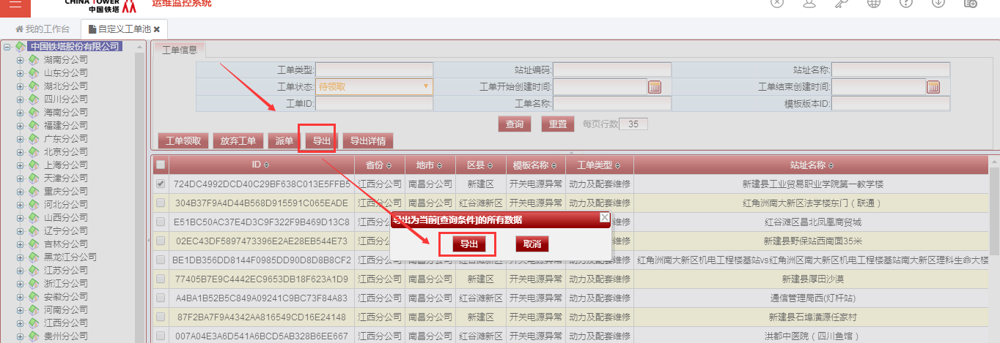 CHINA TOWER
中国铁塔
运维监控系统
我的工作台
自定义工单池
中国铁塔股份有限公司
湖南分公司
山东分公司
湖北分公司
四川分公司
海南分公司
福建分公司
广东分公司
北京分公司
上海分公司
天津分公司
重庆分公司
河北分公司
山西分公司
辽宁分公司
吉林分公司
黑龙江分公司
江苏分公司
浙江分公司
安徽分公司
河南分公司
江西分公司
贵州分公司
工单信息
工单类型: 站址编码: 站址名称:
工单状态: 待领取 工单开始创建时间: 工单结束创建时间:
工单ID: 工单名称: 模板版本ID:
查询 重置 每页行数 35
工单领取 放弃工单 派单 导出 导出详情
ID 省份 地市 区县 模板名称 工单类型 站址名称
724DC4992DCD40C29BF638C013E5FFB5 江西分公司 南昌分公司 新建区 开关电源异常 动力及配套维修 新建县工业贸易职业学院第一教学楼
304B37F9A4D44B568D915591C065EADE 江西分公司 南昌分公司 红谷滩新区 开关电源异常 动力及配套维修 红角洲南大新区法学楼东门（联通）
E51BC50AC37E4D3C9F322F9B469D13C8 江西分 红谷滩区昌北凤凰商贸城
02EC43DF5897473396E2AE28EB544E73 江西分 新建县野保站西南面35米
BE1DB356DD8144F0985DD90D8D8B8CF2 江西分公司 南昌分公司 红谷滩新区 开关电源异常 动力及配套维修 红角洲南大新区机电工程楼基站vs红角洲区南大新区机电工程楼基站南大新区理科生命大楼
77405B7E9C4442EC9653DB18F623A1D9 江西分公司 南昌分公司 新建区 开关电源异常 动力及配套维修 新建县厚田沙漠
A4BA1B52B5C849A09241C9BC73F84A83 江西分公司 南昌分公司 红谷滩新区 开关电源异常 动力及配套维修 通信管理局西(灯杆站)
87F2BA7F9A4342AA816549CD16E24148 江西分公司 南昌分公司 新建区 开关电源异常 动力及配套维修 新建县石埠潢源任家村
007A04E3A6D541A6BCD5AB328B6EE667 江西分公司 南昌分公司 红谷滩新区 开关电源异常 动力及配套维修 洪都中医院（四川鱼馆）
导出为当前[查询条件]的所有数据
导出 取消